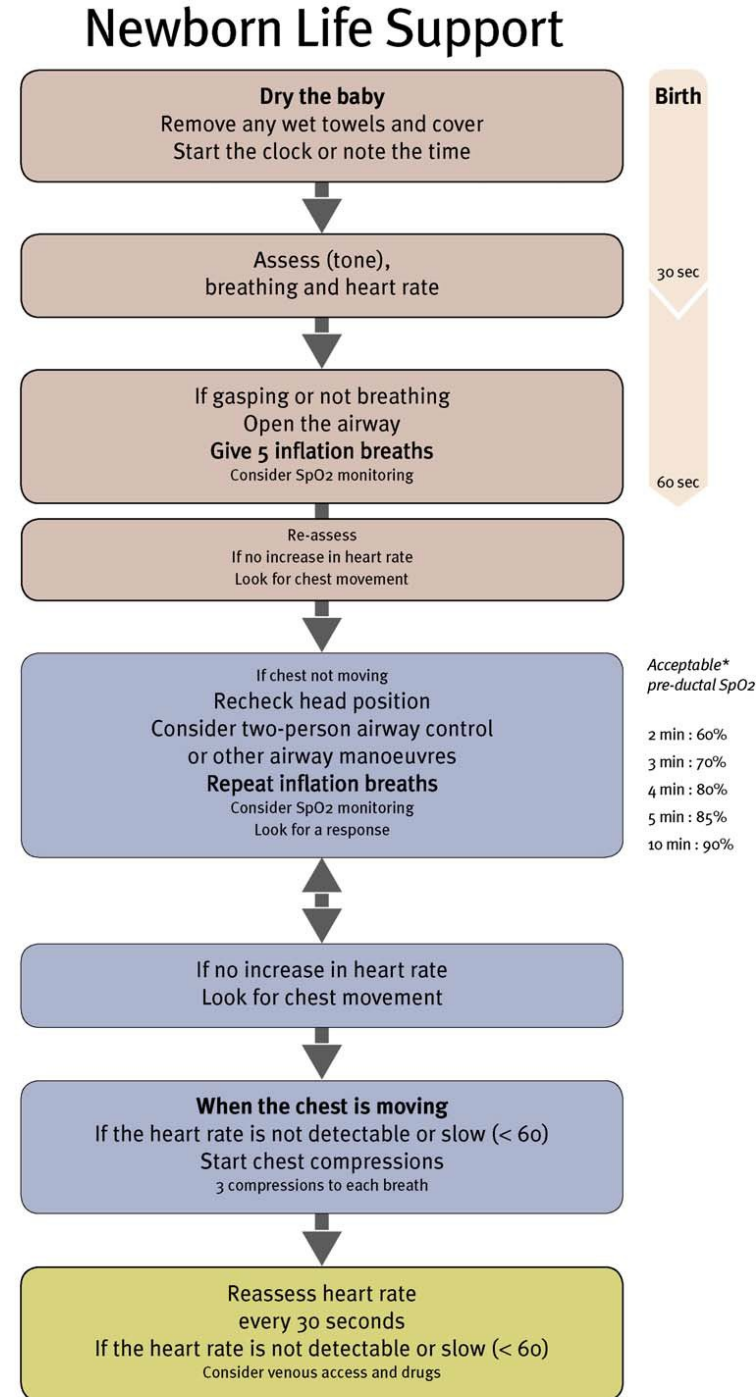 Newborn Life Support
Dry the baby
Remove any wet towels and cover
Start the clock or note the time
Birth
Assess (tone),
breathing and heart rate
30 sec
If gasping or not breathing
Open the airway
Give 5 inflation breaths
Consider SpO2 monitoring
60 sec
Re-assess
If no increase in heart rate
Look for chest movement
If chest not moving
Recheck head position
Consider two-person airway control
or other airway manoeuvres
Repeat inflation breaths
Consider SpO2 monitoring
Look for a response
Acceptable*
pre-ductal SpO2
2 min : 60%
3 min : 70%
4 min : 80%
5 min : 85%
10 min : 90%
If no increase in heart rate
Look for chest movement
When the chest is moving
If the heart rate is not detectable or slow (< 60)
Start chest compressions
3 compressions to each breath
Reassess heart rate
every 30 seconds
If the heart rate is not detectable or slow (< 60)
Consider venous access and drugs